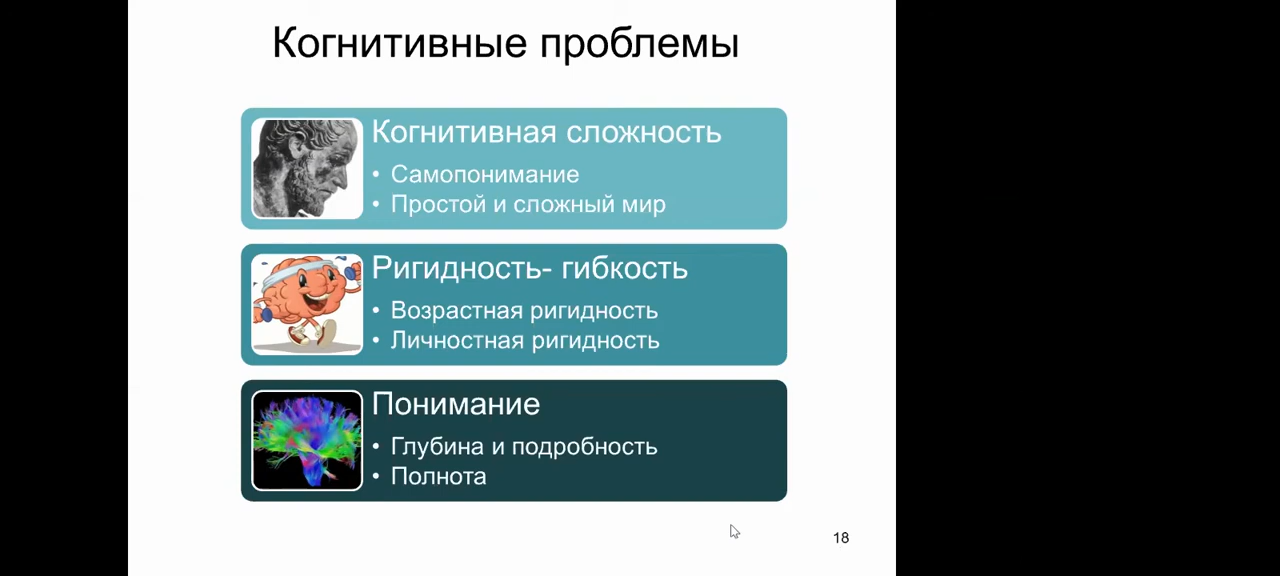 Когнитивные проблемы
Когнитивная сложность
• Самопонимание
• Простой и сложный мир
Ригидность- гибкость
• Возрастная ригидность
• Личностная ригидность
Понимание
• Глубина и подробность
• Полнота
18